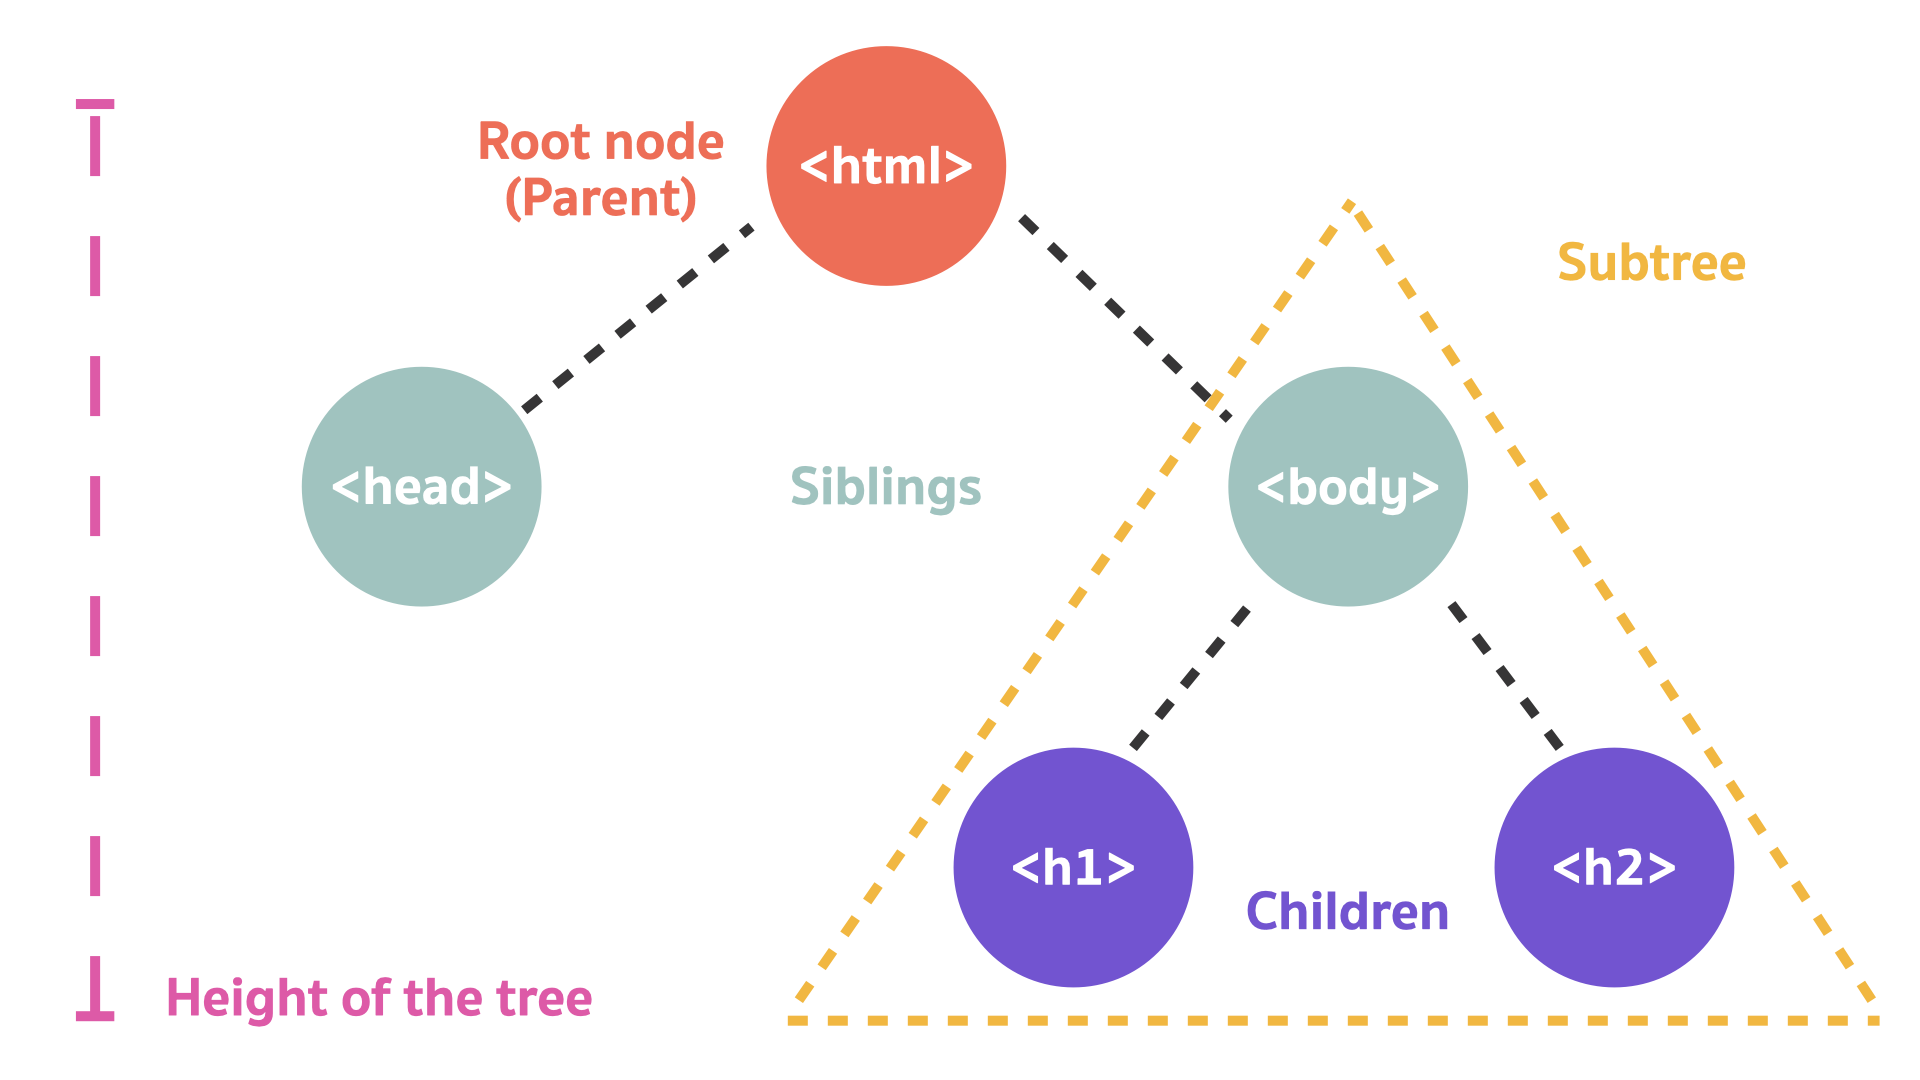 Root node
(Parent)
<html>
Subtree
<head>
Siblings
<body>
<h1>
<h2>
Children
Height of the tree